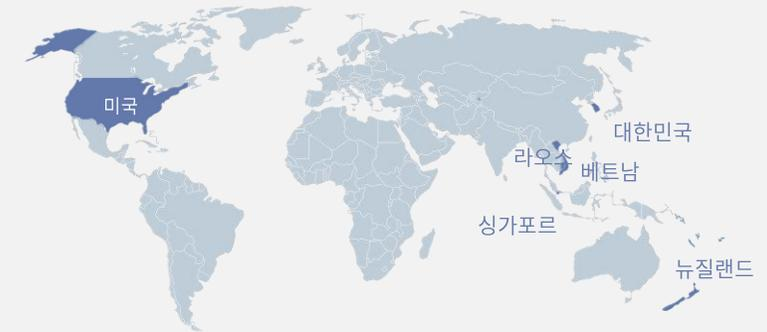 미국
대한민국
라오스
베트남
싱가포르
뉴질랜드